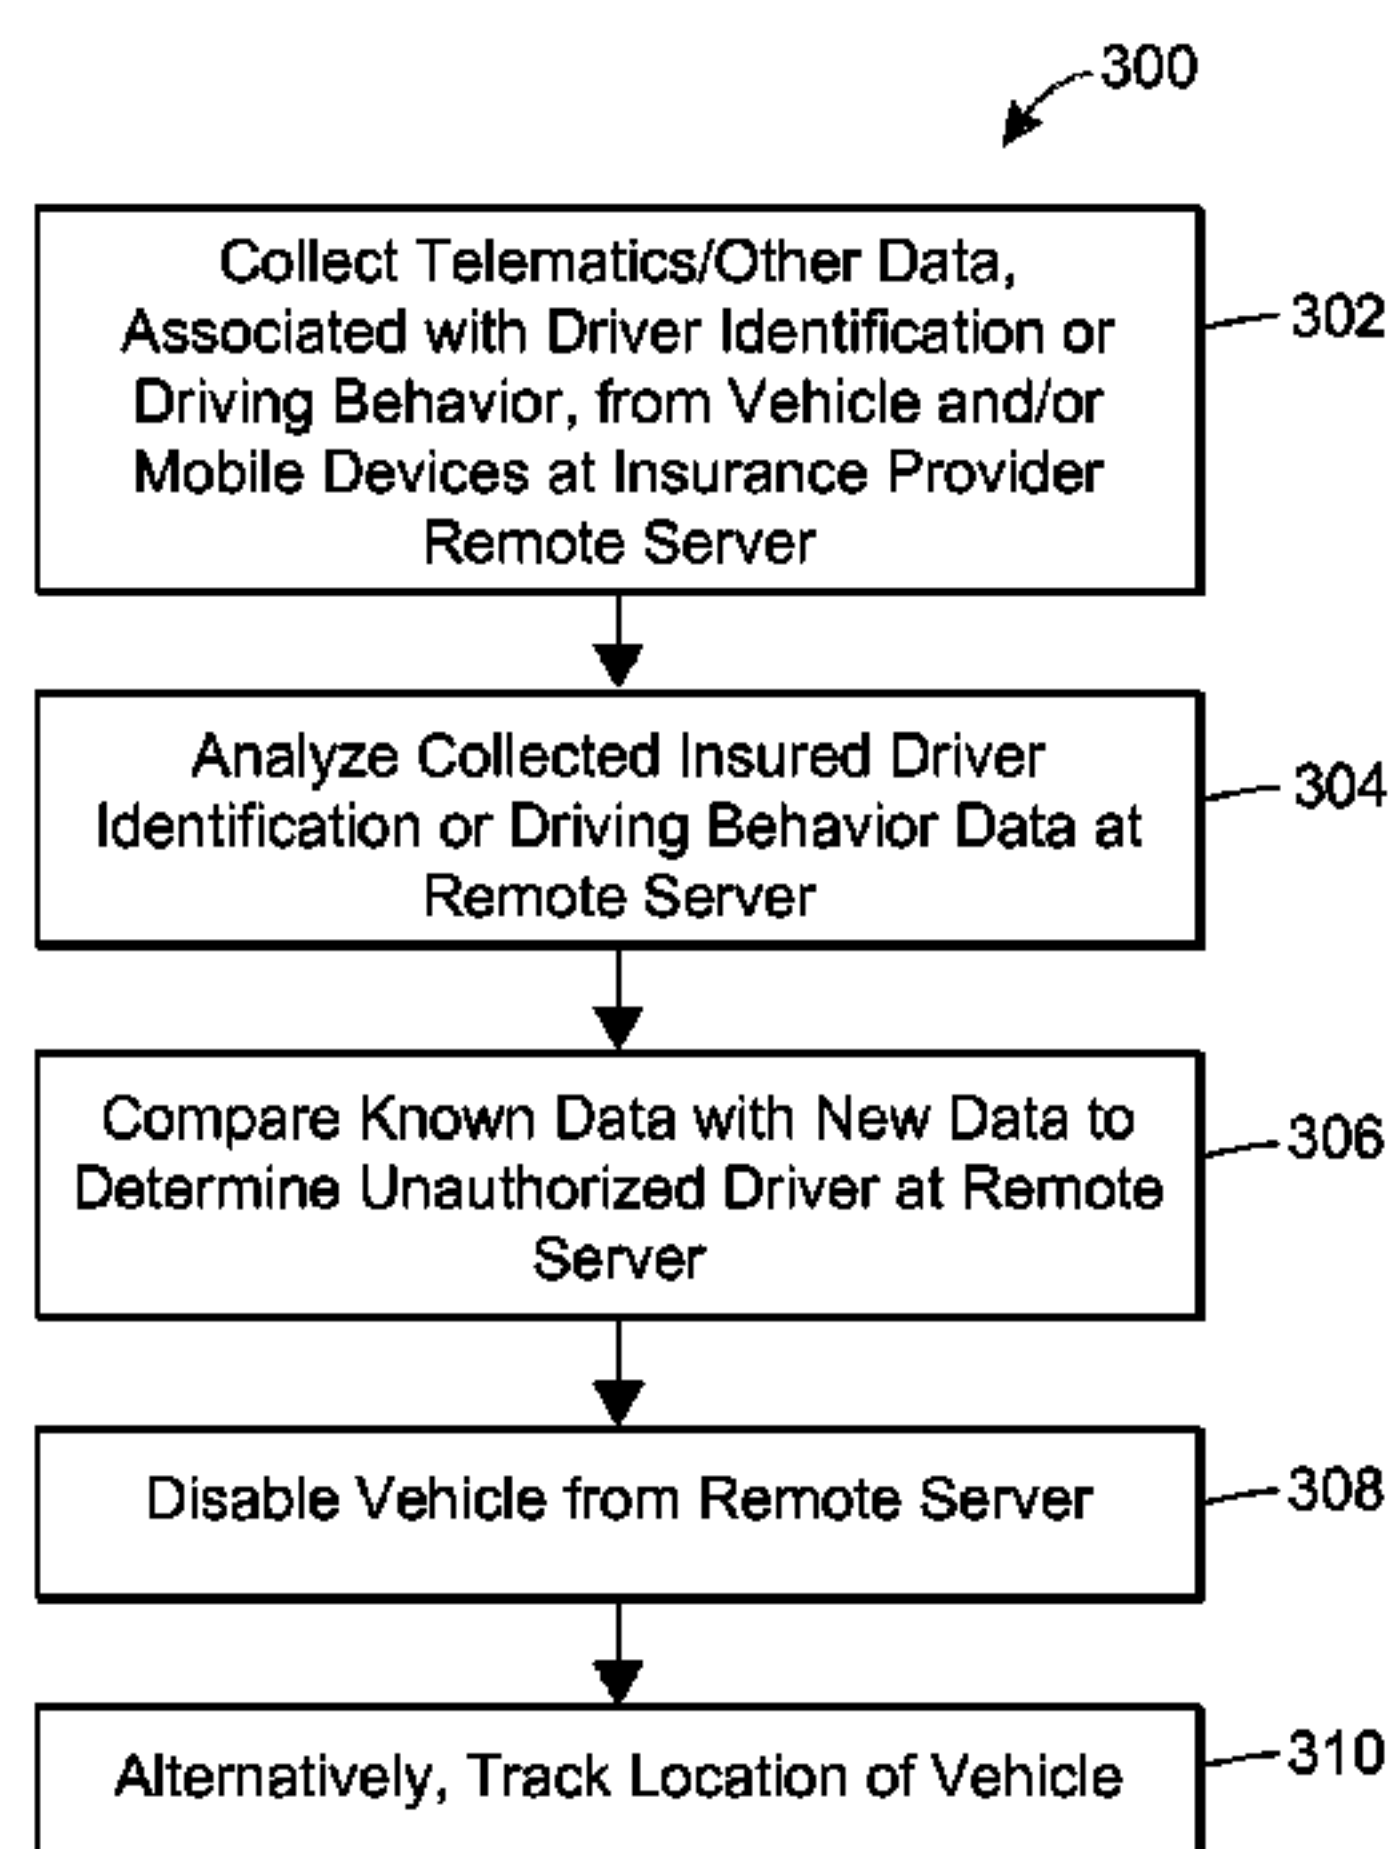 300
Collect Telematics/Other Data,
Associated with Driver Identification or
Driving Behavior, from Vehicle and/or
Mobile Devices at Insurance Provider
Remote Server
302
Analyze Collected Insured Driver
Identification or Driving Behavior Data at
Remote Server
304
Compare Known Data with New Data to
Determine Unauthorized Driver at Remote
Server
306
Disable Vehicle from Remote Server
308
Alternatively, Track Location of Vehicle
310